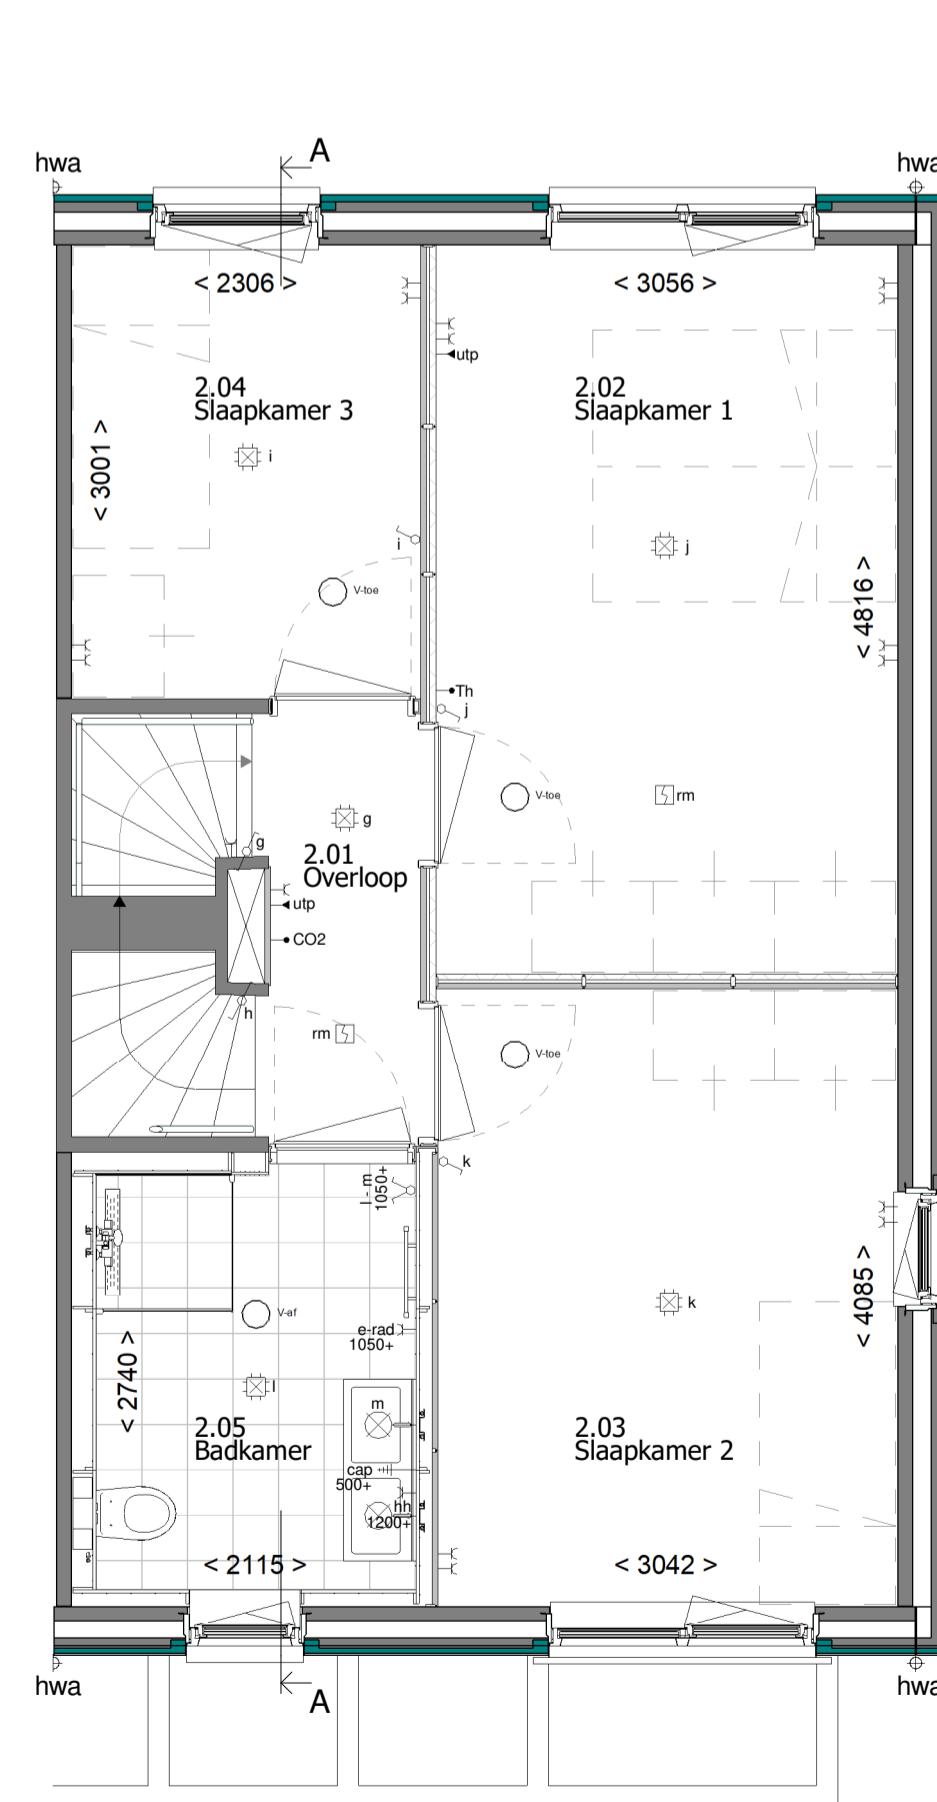 hwa
A
hwa
< 2306 >
< 3056 >
utp
2.04
Slaapkamer 3
2.02
Slaapkamer 1
< 3001 >
i
i
j
V-toe
< 4816 >
Th
j
V-toe
rm
g
g
2.01
Overloop
utp
CO2
h
rm
V-toe
k
l - m
1050+
V-af
e-rad
1050+
k
< 4085 >
< 2740 >
l
m
2.05
Badkamer
2.03
Slaapkamer 2
cap
500+
hh
1200+
< 2115 >
< 3042 >
hwa
A
hwa